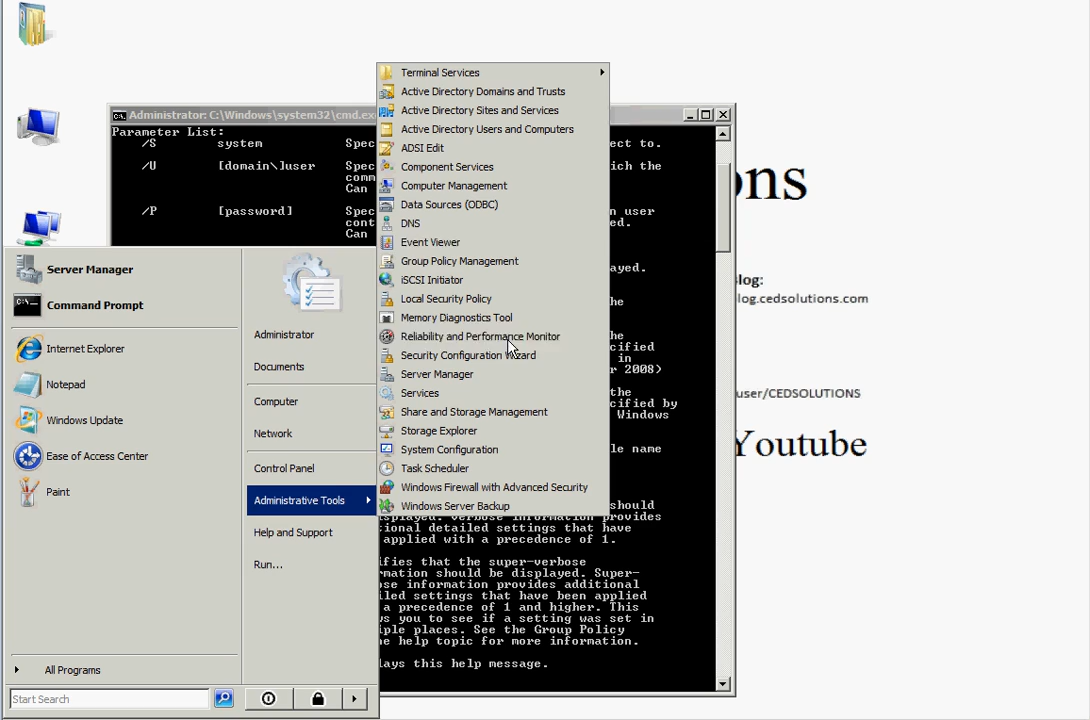 Administrator: C:\Windows\system32\cmd.ex
Parameter List:
/S system Spec ect to.
/U [domain\]user Spec ich the
comm
Can
/P [password] Spec n user
cont ed.
Can
ayed.
he
he
ecified
d in
r 2008)
the
cified by
Windows
le name
should
displayed. Verbose information provides
tional detailed settings that have
applied with a precedence of 1.
ifies that the super-verbose
rmation should be displayed. Super-
ose information provides additional
iled settings that have been applied
a precedence of 1 and higher. This
ws you to see if a setting was set in
iple places. See the Group Policy
ne help topic for more information.
lays this help message.
Terminal Services
Active Directory Domains and Trusts
Active Directory Sites and Services
Active Directory Users and Computers
ADSI Edit
Component Services
Computer Management
Data Sources (ODBC)
DNS
Event Viewer
Group Policy Management
iSCSI Initiator
Local Security Policy
Memory Diagnostics Tool
Reliability and Performance Monitor
Security Configuration Wizard
Server Manager
Services
Share and Storage Management
Storage Explorer
System Configuration
Task Scheduler
Windows Firewall with Advanced Security
Windows Server Backup
Server Manager
Command Prompt
Internet Explorer
Notepad
Windows Update
Ease of Access Center
Paint
All Programs
Start Search
Administrator
Documents
Computer
Network
Control Panel
Administrative Tools
Help and Support
Run...
ons
log:
log.cedsolutions.com
user/CEDSOLUTIONS
Youtube